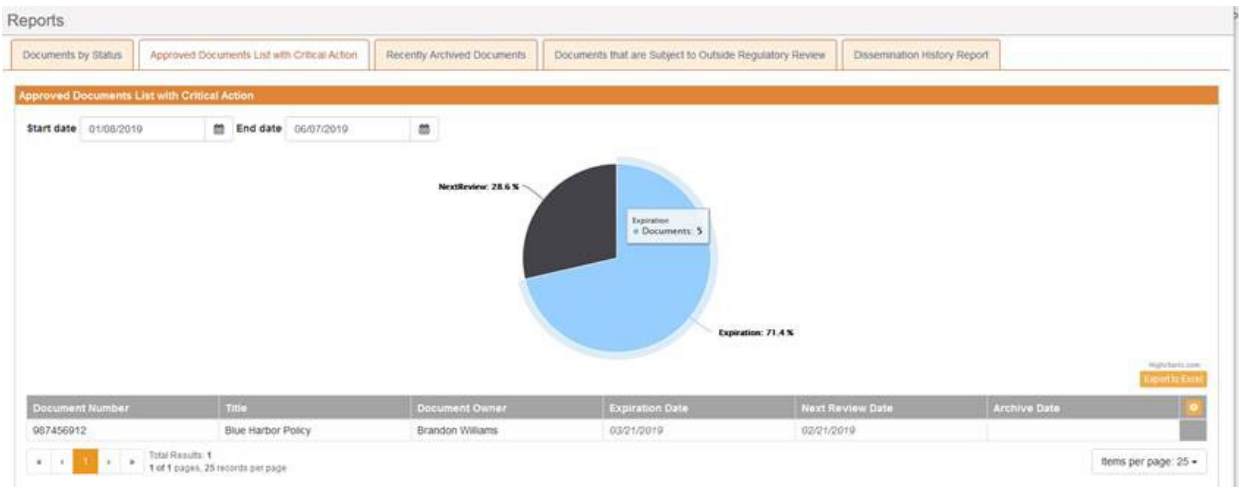 Reports
Documents by Status Approved Documents List with Critical Action Recently Archived Documents Documents that are Subject to Outside Regulatory Review Dissemination History Report
Approved Documents List with Critical Action
Start date 01/08/2019 End date 06/07/2019
NextReview: 28.6 %
Expiration
Documents: 5
Expiration: 71.4 %
Highcharts.com
Export to Excel
Document Number Title Document Owner Expiration Date Next Review Date Archive Date
987456912 Blue Harbor Policy Brandon Williams 03/21/2019 02/21/2019
« ‹ 1 › » Total Results: 1
1 of 1 pages, 25 records per page
Items per page: 25